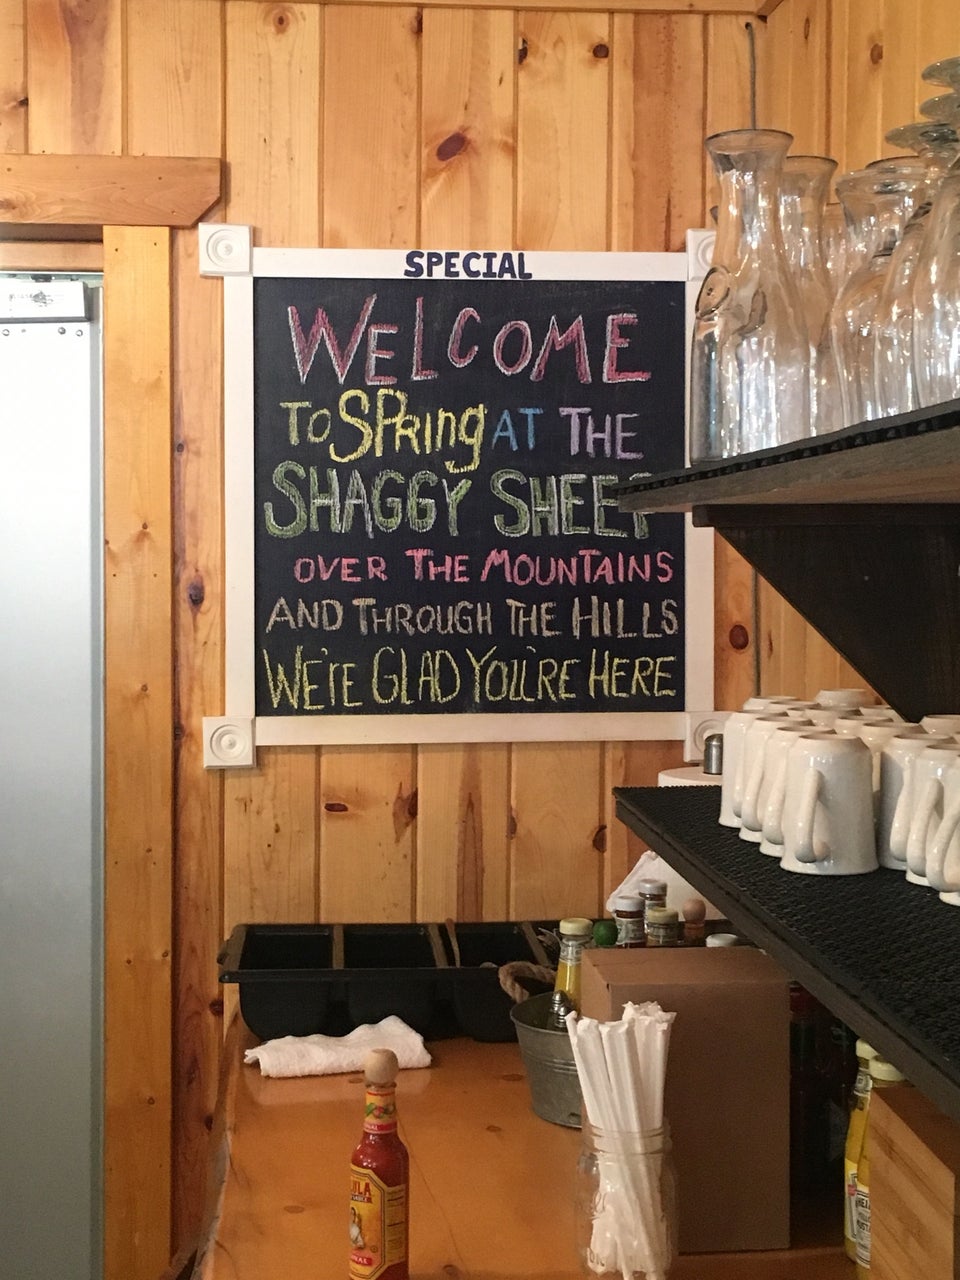 SPECIAL
WELCOME
TO SPRING AT THE
SHAGGY SHEEP
OVER THE MOUNTAINS
AND THROUGH THE HILLS
WE'RE GLAD YOU'RE HERE